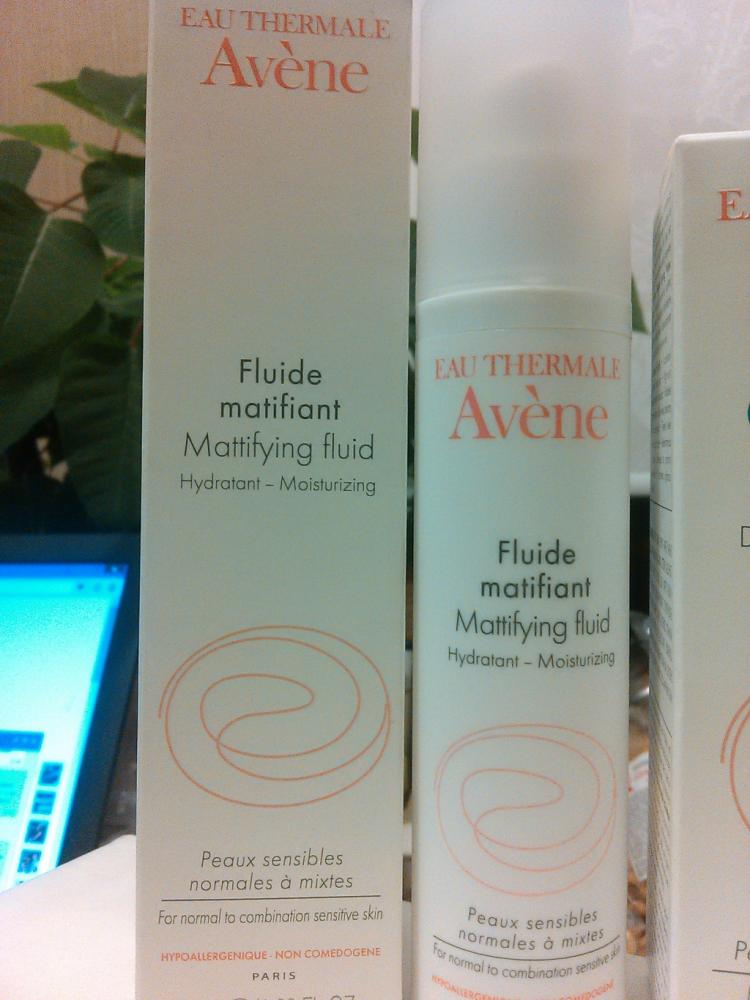 EAU THERMALE
Avène
Fluide
matifiant
Mattifying fluid
Hydratant – Moisturizing
Peaux sensibles
normales à mixtes
For normal to combination sensitive skin
HYPOALLERGENIQUE - NON COMEDOGENE
PARIS
EAU THERMALE
Avène
Fluide
matifiant
Mattifying fluid
Hydratant – Moisturizing
Peaux sensibles
normales à mixtes
For normal to combination sensitive skin